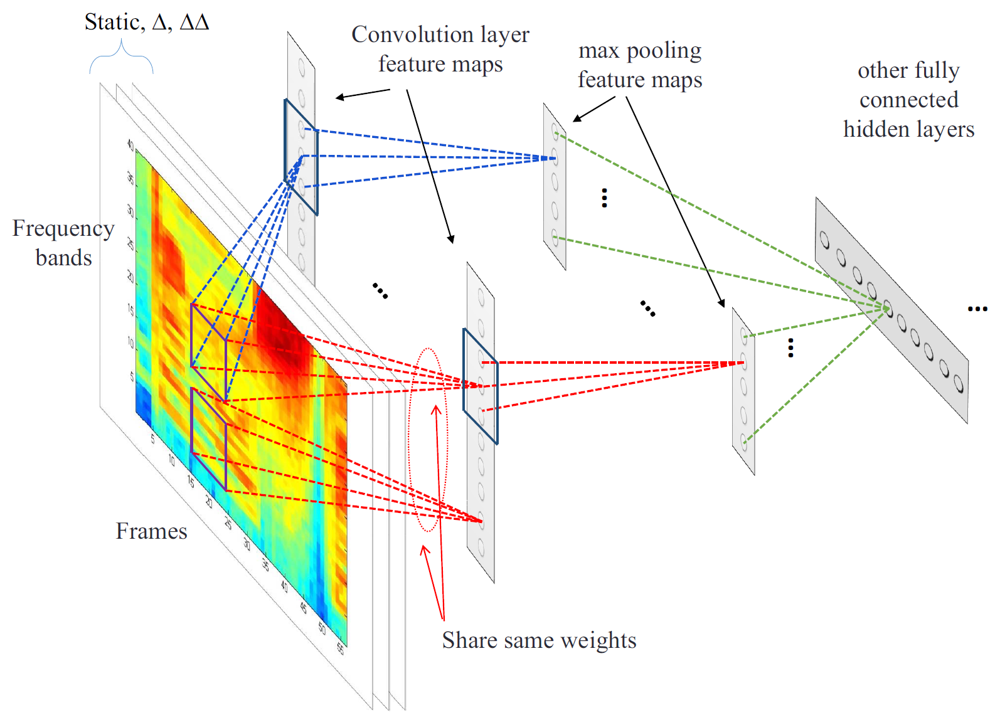 Static, Δ, ΔΔ
Convolution layer
feature maps
max pooling
feature maps
other fully
connected
hidden layers
Frequency
bands
40
35
30
25
20
15
10
5
5
10
15
20
25
30
35
40
45
50
55
Frames
Share same weights